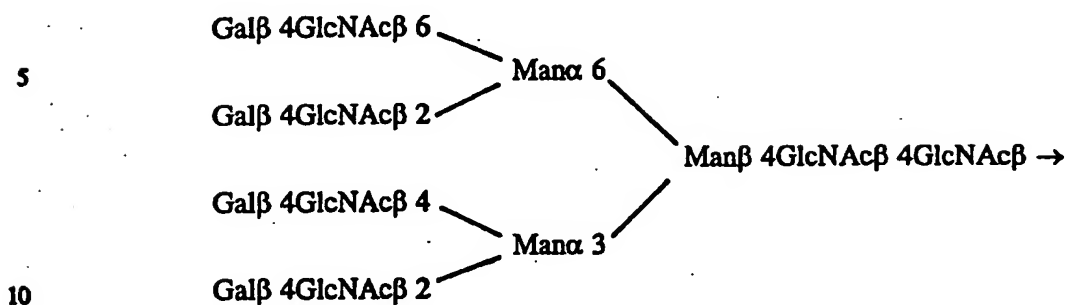 Galβ 4GlcNAcβ 6
5
Manα 6
Galβ 4GlcNAcβ 2
Manβ 4GlcNAcβ 4GlcNAcβ →
Galβ 4GlcNAcβ 4
Manα 3
10
Galβ 4GlcNAcβ 2